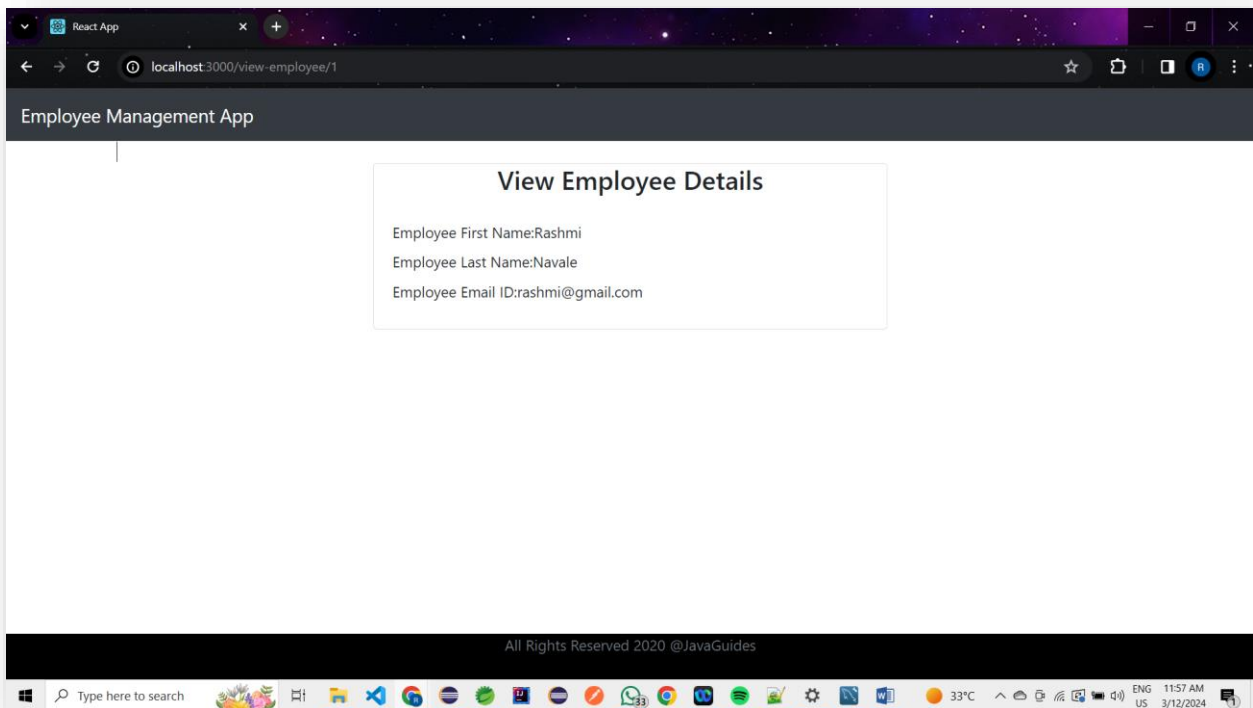 React App
localhost:3000/view-employee/1
R
Employee Management App
View Employee Details
Employee First Name:Rashmi
Employee Last Name:Navale
Employee Email ID:rashmi@gmail.com
All Rights Reserved 2020 @JavaGuides
Type here to search
33
33°C
ENG
US
11:57 AM
3/12/2024
1